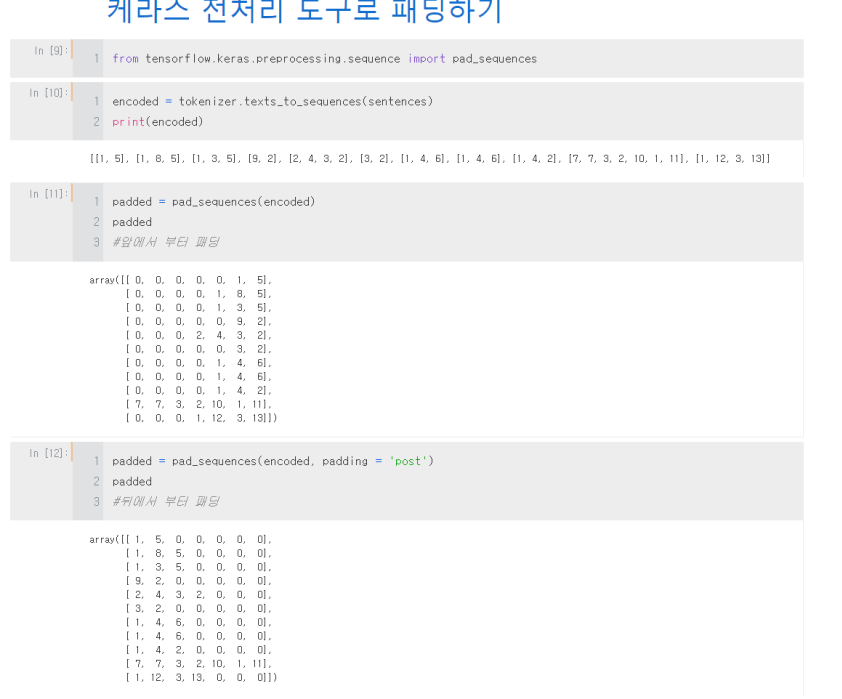 케라스 전처리 도구로 패딩하기
In [9]:
1 from tensorflow.keras.preprocessing.sequence import pad_sequences
In [10]:
1 encoded = tokenizer.texts_to_sequences(sentences)
2 print(encoded)
[[1, 5], [1, 8, 5], [1, 3, 5], [9, 2], [2, 4, 3, 2], [3, 2], [1, 4, 6], [1, 4, 6], [1, 4, 2], [7, 7, 3, 2, 10, 1, 11], [1, 12, 3, 13]]
In [11]:
1 padded = pad_sequences(encoded)
2 padded
3 #앞에서 부터 패딩
array([[ 0, 0, 0, 0, 0, 1, 5],
[ 0, 0, 0, 0, 1, 8, 5],
[ 0, 0, 0, 0, 1, 3, 5],
[ 0, 0, 0, 0, 0, 9, 2],
[ 0, 0, 0, 2, 4, 3, 2],
[ 0, 0, 0, 0, 0, 3, 2],
[ 0, 0, 0, 0, 1, 4, 6],
[ 0, 0, 0, 0, 1, 4, 6],
[ 0, 0, 0, 0, 1, 4, 2],
[ 7, 7, 3, 2, 10, 1, 11],
[ 0, 0, 0, 1, 12, 3, 13]])
In [12]:
1 padded = pad_sequences(encoded, padding = 'post')
2 padded
3 #뒤에서 부터 패딩
array([[ 1, 5, 0, 0, 0, 0, 0],
[ 1, 8, 5, 0, 0, 0, 0],
[ 1, 3, 5, 0, 0, 0, 0],
[ 9, 2, 0, 0, 0, 0, 0],
[ 2, 4, 3, 2, 0, 0, 0],
[ 3, 2, 0, 0, 0, 0, 0],
[ 1, 4, 6, 0, 0, 0, 0],
[ 1, 4, 6, 0, 0, 0, 0],
[ 1, 4, 2, 0, 0, 0, 0],
[ 7, 7, 3, 2, 10, 1, 11],
[ 1, 12, 3, 13, 0, 0, 0]])